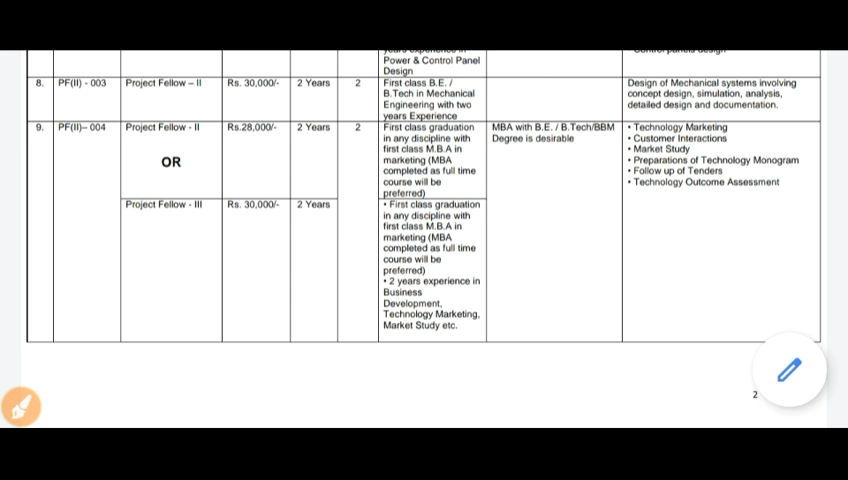 years experience in
Power & Control Panel
Design
Control panels design
8. PF(II) - 003 Project Fellow – II Rs. 30,000/- 2 Years 2
First class B.E. /
B.Tech in Mechanical
Engineering with two
years Experience
Design of Mechanical systems involving
concept design, simulation, analysis,
detailed design and documentation.
9. PF(II)– 004 Project Fellow - II Rs.28,000/- 2 Years 2
OR
First class graduation
in any discipline with
first class M.B.A in
marketing (MBA
completed as full time
course will be
preferred)
MBA with B.E. / B.Tech/BBM
Degree is desirable
• Technology Marketing
• Customer Interactions
• Market Study
• Preparations of Technology Monogram
• Follow up of Tenders
• Technology Outcome Assessment
Project Fellow - III Rs. 30,000/- 2 Years
• First class graduation
in any discipline with
first class M.B.A in
marketing (MBA
completed as full time
course will be
preferred)
• 2 years experience in
Business
Development,
Technology Marketing,
Market Study etc.
2